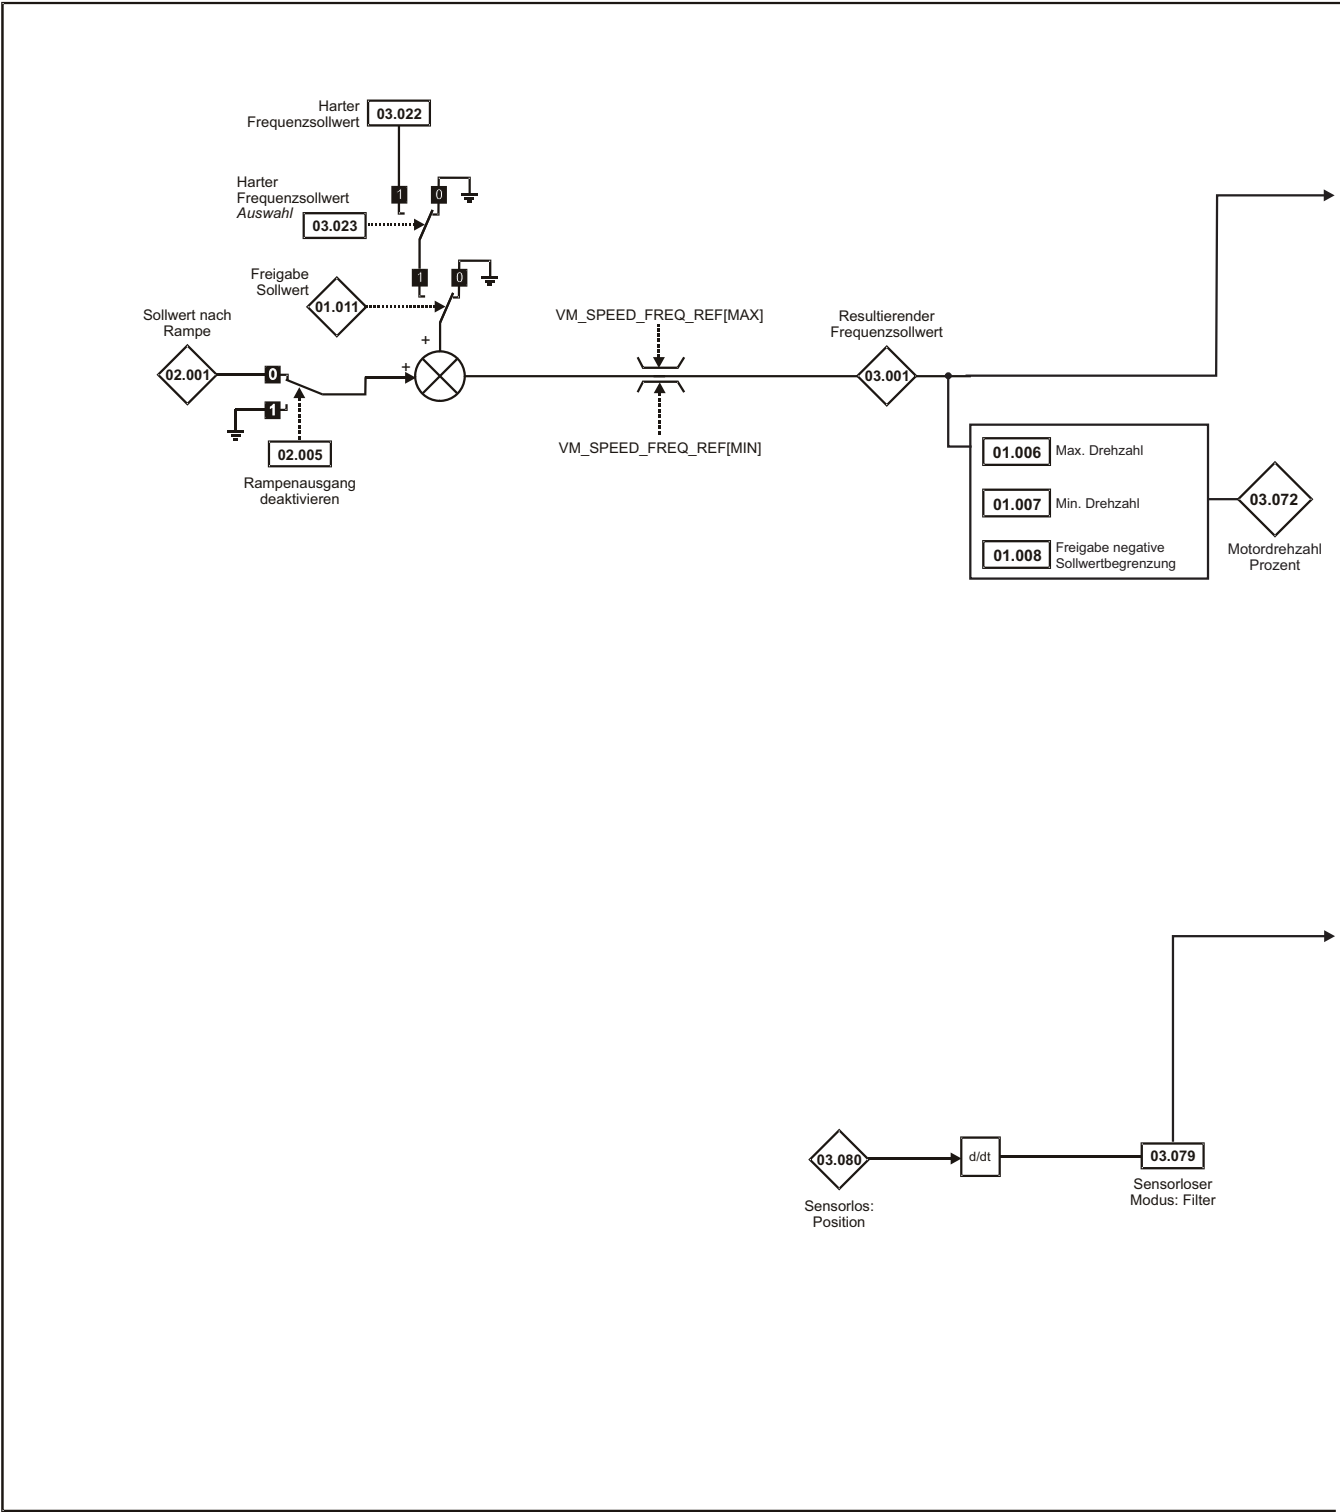 Harter
Frequenzsollwert
03.022
1
0
Harter
Frequenzsollwert
Auswahl
03.023
1
0
Freigabe
Sollwert
01.011
Sollwert nach
Rampe
02.001
0
1
+
+
02.005
Rampenausgang
deaktivieren
VM_SPEED_FREQ_REF[MAX]
VM_SPEED_FREQ_REF[MIN]
Resultierender
Frequenzsollwert
03.001
01.006 Max. Drehzahl
01.007 Min. Drehzahl
01.008 Freigabe negative
Sollwertbegrenzung
03.072
Motordrehzahl
Prozent
03.080
Sensorlos:
Position
d/dt
03.079
Sensorloser
Modus: Filter